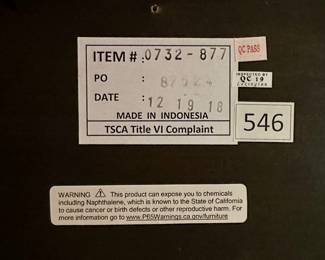 ITEM #: 0732-877
PO : 87524
DATE : 12 19 18
MADE IN INDONESIA
TSCA Title VI Complaint
QC PASS
INSPECTED BY
QC 19
Lexington
546
WARNING ⚠ This product can expose you to chemicals
including Naphthalene, which is known to the State of California
to cause cancer or birth defects or other reproductive harm. For
more information go to www.P65Warnings.ca.gov/furniture